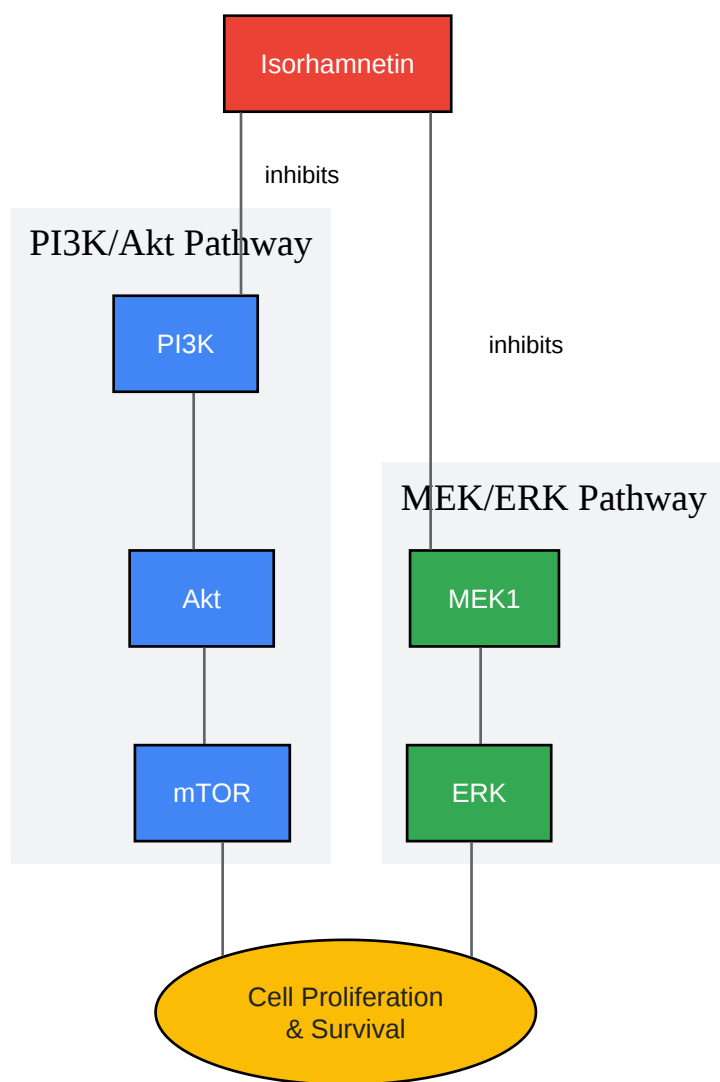 Isorhamnetin
inhibits
PI3K/Akt Pathway
PI3K
inhibits
MEK/ERK Pathway
Akt
MEK1
mTOR
ERK
Cell Proliferation
& Survival